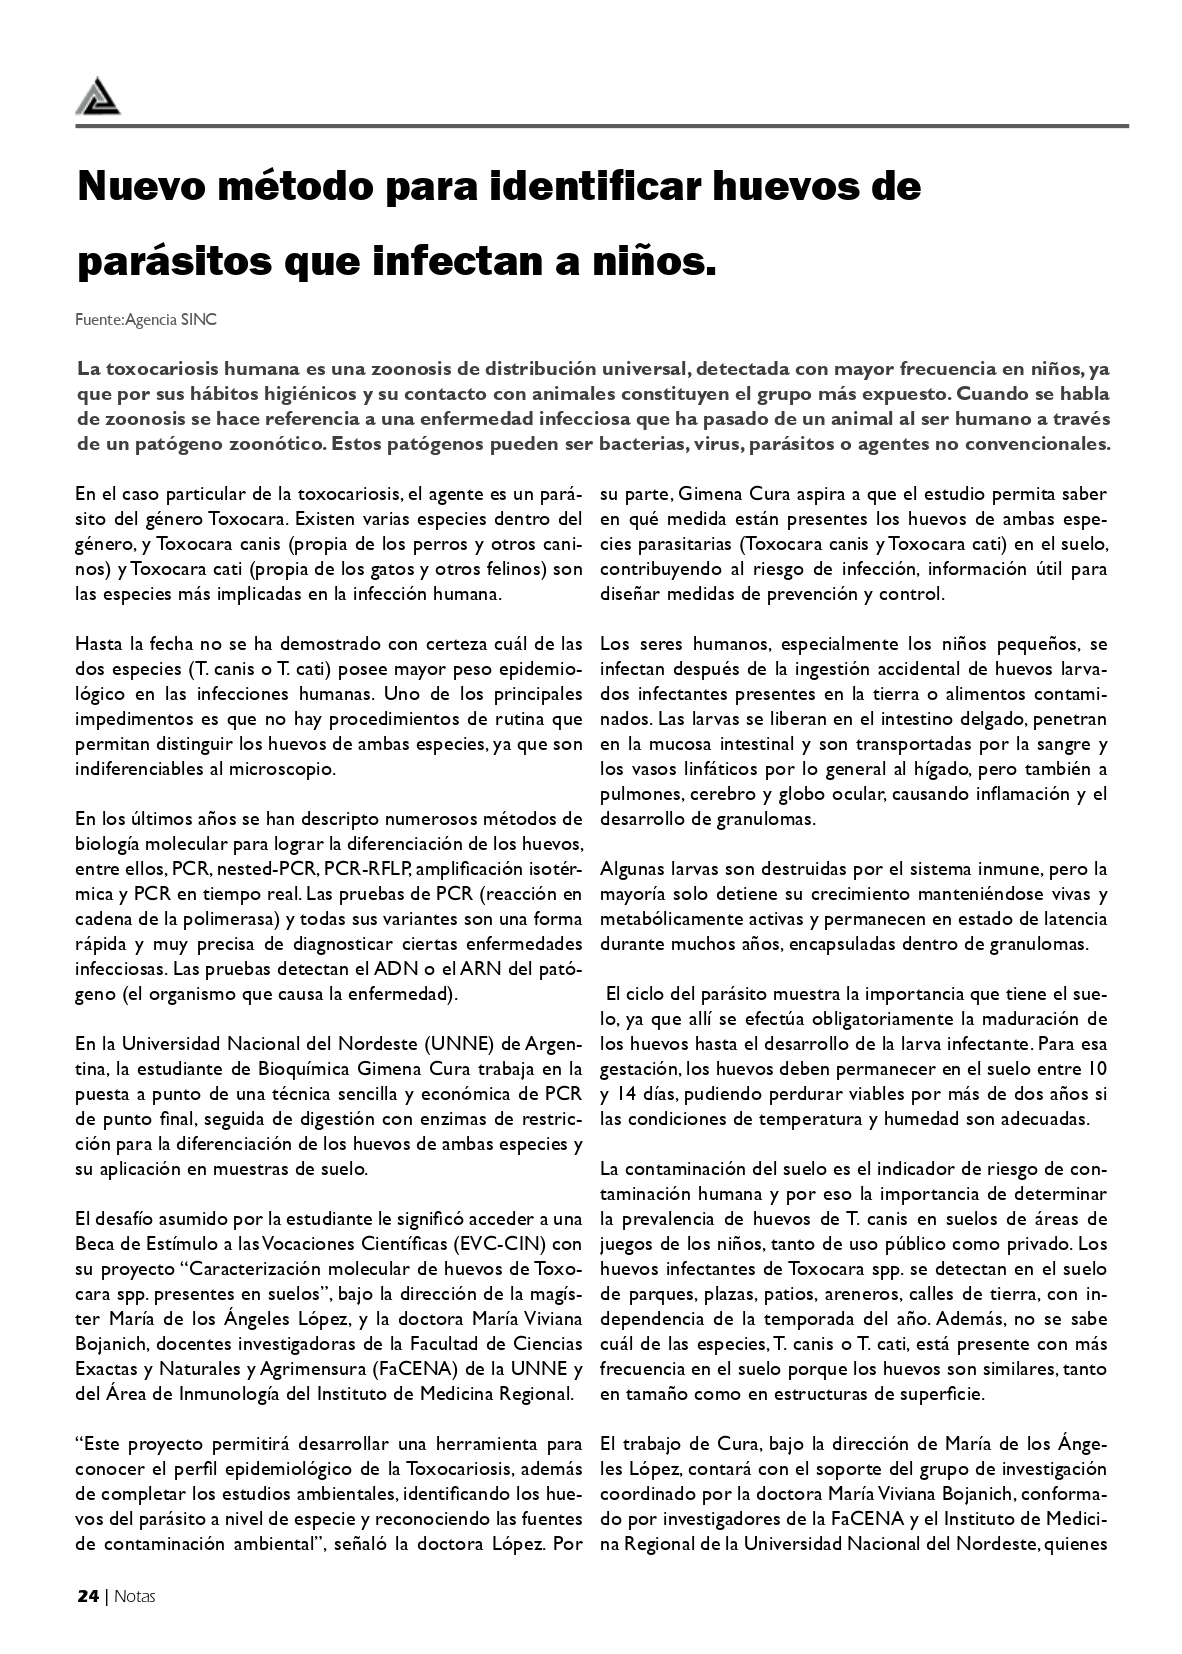 Nuevo método para identificar huevos de
parásitos que infectan a niños.
Fuente: Agencia SINC
La toxocariosis humana es una zoonosis de distribución universal, detectada con mayor frecuencia en niños, ya
que por sus hábitos higiénicos y su contacto con animales constituyen el grupo más expuesto. Cuando se habla
de zoonosis se hace referencia a una enfermedad infecciosa que ha pasado de un animal al ser humano a través
de un patógeno zoonótico. Estos patógenos pueden ser bacterias, virus, parásitos o agentes no convencionales.
En el caso particular de la toxocariosis, el agente es un pará-
sito del género Toxocara. Existen varias especies dentro del
género, y Toxocara canis (propia de los perros y otros cani-
nos) y Toxocara cati (propia de los gatos y otros felinos) son
las especies más implicadas en la infección humana.
Hasta la fecha no se ha demostrado con certeza cuál de las
dos especies (T. canis o T. cati) posee mayor peso epidemio-
lógico en las infecciones humanas. Uno de los principales
impedimentos es que no hay procedimientos de rutina que
permitan distinguir los huevos de ambas especies, ya que son
indiferenciables al microscopio.
En los últimos años se han descripto numerosos métodos de
biología molecular para lograr la diferenciación de los huevos,
entre ellos, PCR, nested-PCR, PCR-RFLP, amplificación isotér-
mica y PCR en tiempo real. Las pruebas de PCR (reacción en
cadena de la polimerasa) y todas sus variantes son una forma
rápida y muy precisa de diagnosticar ciertas enfermedades
infecciosas. Las pruebas detectan el ADN o el ARN del pató-
geno (el organismo que causa la enfermedad).
En la Universidad Nacional del Nordeste (UNNE) de Argen-
tina, la estudiante de Bioquímica Gimena Cura trabaja en la
puesta a punto de una técnica sencilla y económica de PCR
de punto final, seguida de digestión con enzimas de restric-
ción para la diferenciación de los huevos de ambas especies y
su aplicación en muestras de suelo.
El desafío asumido por la estudiante le significó acceder a una
Beca de Estímulo a las Vocaciones Científicas (EVC-CIN) con
su proyecto “Caracterización molecular de huevos de Toxo-
cara spp. presentes en suelos”, bajo la dirección de la magís-
ter María de los Ángeles López, y la doctora María Viviana
Bojanich, docentes investigadoras de la Facultad de Ciencias
Exactas y Naturales y Agrimensura (FaCENA) de la UNNE y
del Área de Inmunología del Instituto de Medicina Regional.
“Este proyecto permitirá desarrollar una herramienta para
conocer el perfil epidemiológico de la Toxocariosis, además
de completar los estudios ambientales, identificando los hue-
vos del parásito a nivel de especie y reconociendo las fuentes
de contaminación ambiental”, señaló la doctora López. Por
su parte, Gimena Cura aspira a que el estudio permita saber
en qué medida están presentes los huevos de ambas espe-
cies parasitarias (Toxocara canis y Toxocara cati) en el suelo,
contribuyendo al riesgo de infección, información útil para
diseñar medidas de prevención y control.
Los seres humanos, especialmente los niños pequeños, se
infectan después de la ingestión accidental de huevos larva-
dos infectantes presentes en la tierra o alimentos contami-
nados. Las larvas se liberan en el intestino delgado, penetran
en la mucosa intestinal y son transportadas por la sangre y
los vasos linfáticos por lo general al hígado, pero también a
pulmones, cerebro y globo ocular, causando inflamación y el
desarrollo de granulomas.
Algunas larvas son destruidas por el sistema inmune, pero la
mayoría solo detiene su crecimiento manteniéndose vivas y
metabólicamente activas y permanecen en estado de latencia
durante muchos años, encapsuladas dentro de granulomas.
El ciclo del parásito muestra la importancia que tiene el sue-
lo, ya que allí se efectúa obligatoriamente la maduración de
los huevos hasta el desarrollo de la larva infectante. Para esa
gestación, los huevos deben permanecer en el suelo entre 10
y 14 días, pudiendo perdurar viables por más de dos años si
las condiciones de temperatura y humedad son adecuadas.
La contaminación del suelo es el indicador de riesgo de con-
taminación humana y por eso la importancia de determinar
la prevalencia de huevos de T. canis en suelos de áreas de
juegos de los niños, tanto de uso público como privado. Los
huevos infectantes de Toxocara spp. se detectan en el suelo
de parques, plazas, patios, areneros, calles de tierra, con in-
dependencia de la temporada del año. Además, no se sabe
cuál de las especies, T. canis o T. cati, está presente con más
frecuencia en el suelo porque los huevos son similares, tanto
en tamaño como en estructuras de superficie.
El trabajo de Cura, bajo la dirección de María de los Ánge-
les López, contará con el soporte del grupo de investigación
coordinado por la doctora María Viviana Bojanich, conforma-
do por investigadores de la FaCENA y el Instituto de Medici-
na Regional de la Universidad Nacional del Nordeste, quienes
24 | Notas